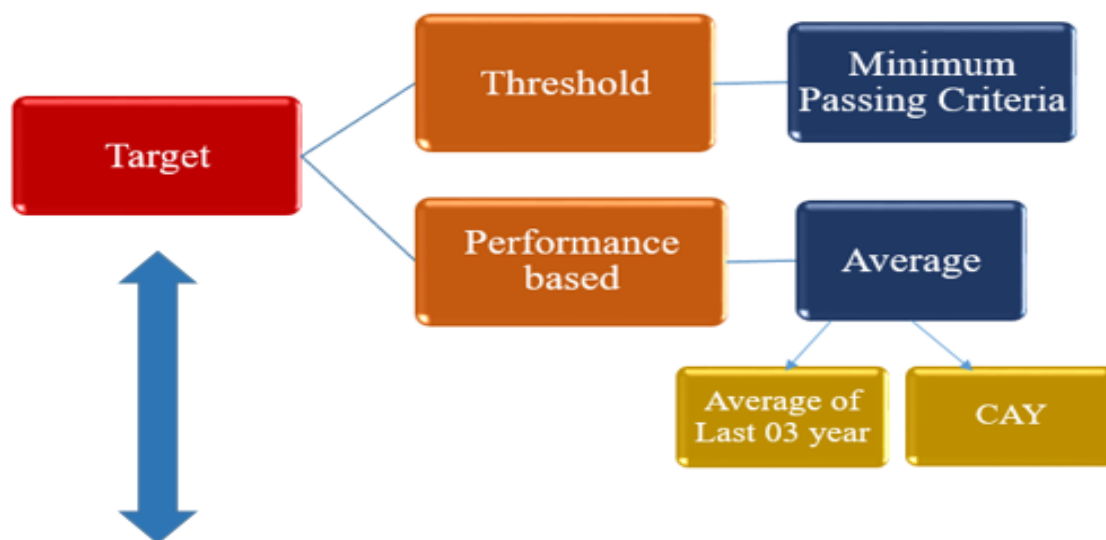 Target
Threshold
Minimum
Passing Criteria
Performance
based
Average
Average of
Last 03 year
CAY